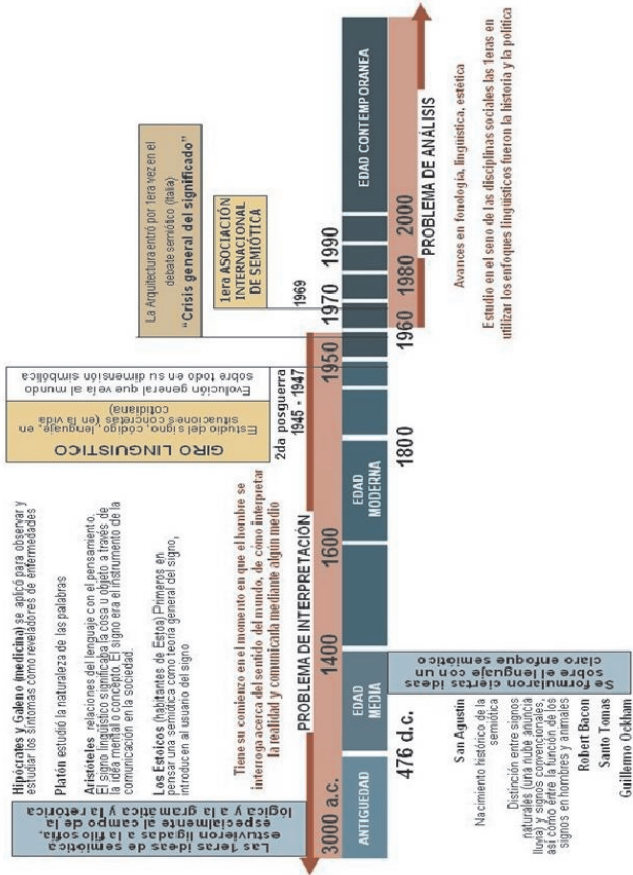 Las 1eras ideas de semiótica
estuvieron ligadas a la filosofía,
especialmente al campo de la
lógica y a la gramática y la retórica
Hipócrates y Galeno (medicina) se aplicó para observar y
estudiar los síntomas como reveladores de enfermedades
Platón estudió la naturaleza de las palabras
Aristóteles relaciones del lenguaje con el pensamiento.
El signo lingüístico significaba la cosa u objeto a través de
la idea mental o concepto. El signo era el instrumento de la
comunicación en la sociedad.
Los Estoicos (habitantes de Estos) Primeros en
pensar una semiótica como teoría general del signo,
introducen al usuario del signo
Tiene su comienzo en el momento en que el hombre se
interroga acerca del sentido del mundo, de cómo interpretar
la realidad y comunicarla mediante algún medio
GIRO LINGUISTICO
Estudio del signo, código, lenguaje, en
situaciones concretas (en la vida
cotidiana)
Evolución general que veía al mundo
sobre todo en su dimensión simbólica
2da posguerra
1945 - 1947
La Arquitectura entró por 1era vez en el
debate semiótico (Italia)
"Crisis general del significado"
1era ASOCIACIÓN
INTERNACIONAL
DE SEMIÓTICA
1969
PROBLEMA DE INTERPRETACIÓN
3000 a.c.
1400
1600
1950
1970
1990
ANTIGUEDAD
EDAD
MEDIA
EDAD
MODERNA
EDAD CONTEMPORANEA
476 d.c.
1800
1960
1980
2000
PROBLEMA DE ANÁLISIS
Se formularon ciertas ideas
sobre el lenguaje con un
claro enfoque semiótico
San Agustín
Nacimiento histórico de la
semiótica
Distinción entre signos
naturales (una nube anuncia
lluvia) y signos convencionales,
así como entre la función de los
signos en hombres y animales
Robert Bacon
Santo Tomas
Guillermo Ockham
Avances en fonología, lingüística, estética
Estudio en el seno de las disciplinas sociales las 1eras en
utilizar los enfoques lingüísticos fueron la historia y la política